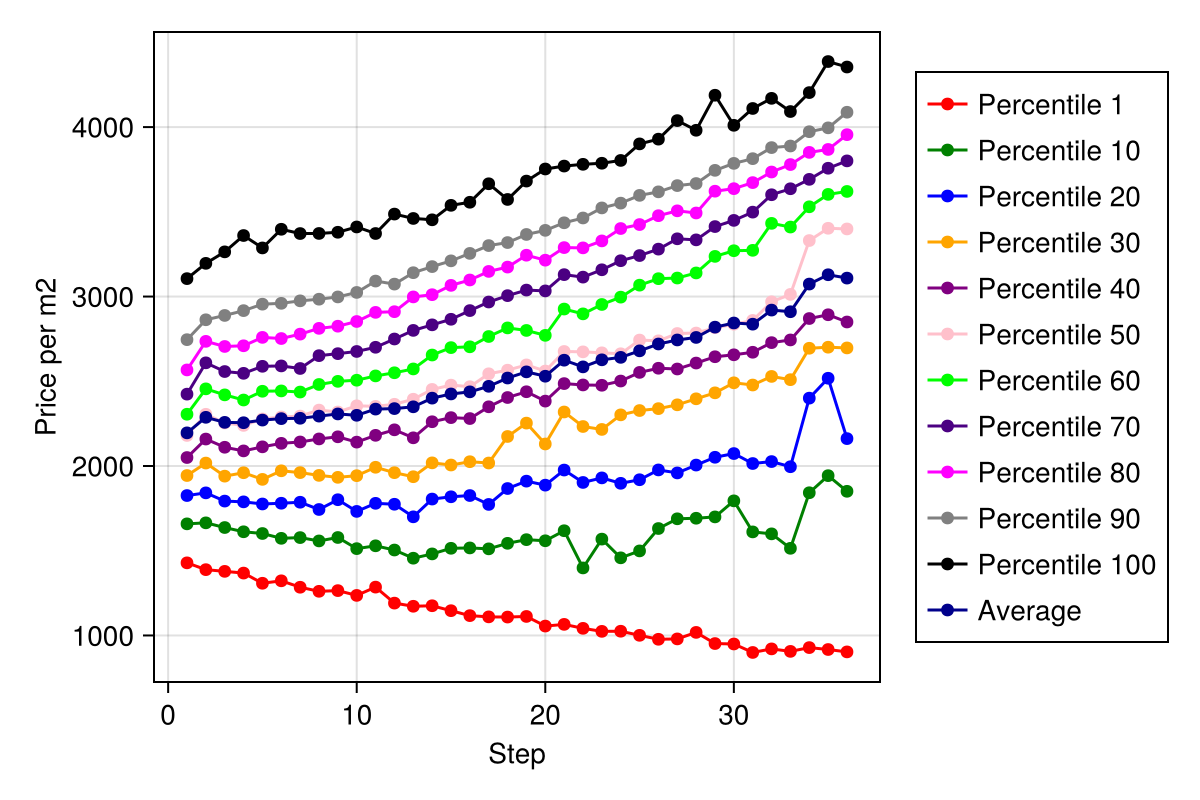 4000
3000
2000
1000
Price per m2
0 10 20 30
Step
Percentile 1
Percentile 10
Percentile 20
Percentile 30
Percentile 40
Percentile 50
Percentile 60
Percentile 70
Percentile 80
Percentile 90
Percentile 100
Average